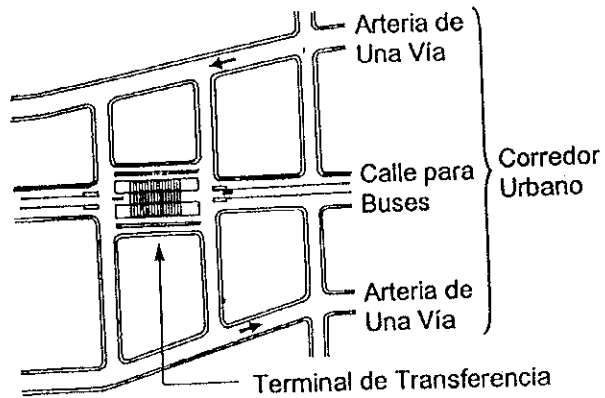 Arteria de
Una Vía
Calle para
Buses
Corredor
Urbano
Arteria de
Una Vía
Terminal de Transferencia